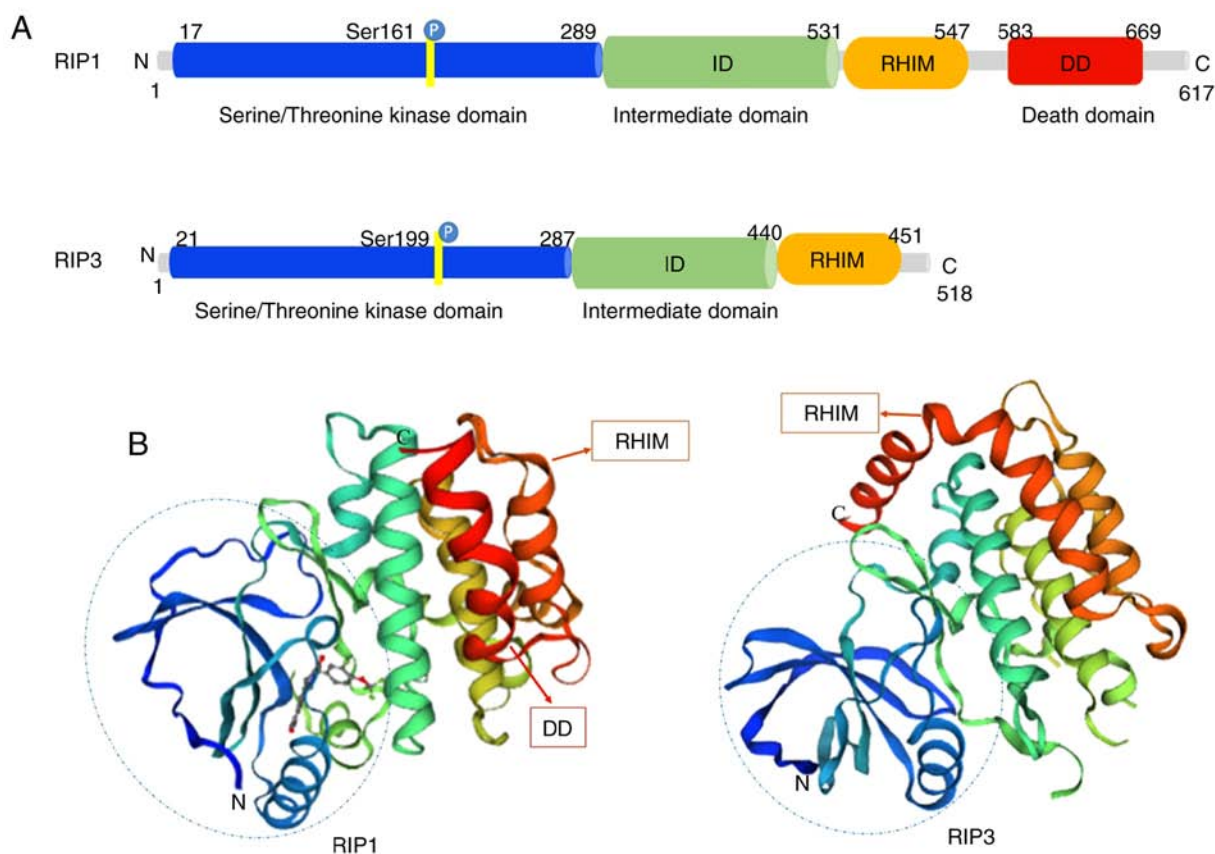 A
17 Ser161 P 289 531 547 583 669
RIP1 N ID RHIM DD C
1 617
Serine/Threonine kinase domain Intermediate domain Death domain
21 Ser199 P 287 440 451
RIP3 N ID RHIM C
1 518
Serine/Threonine kinase domain Intermediate domain
B
C RHIM
DD
N
RIP1
RHIM
C
N
RIP3